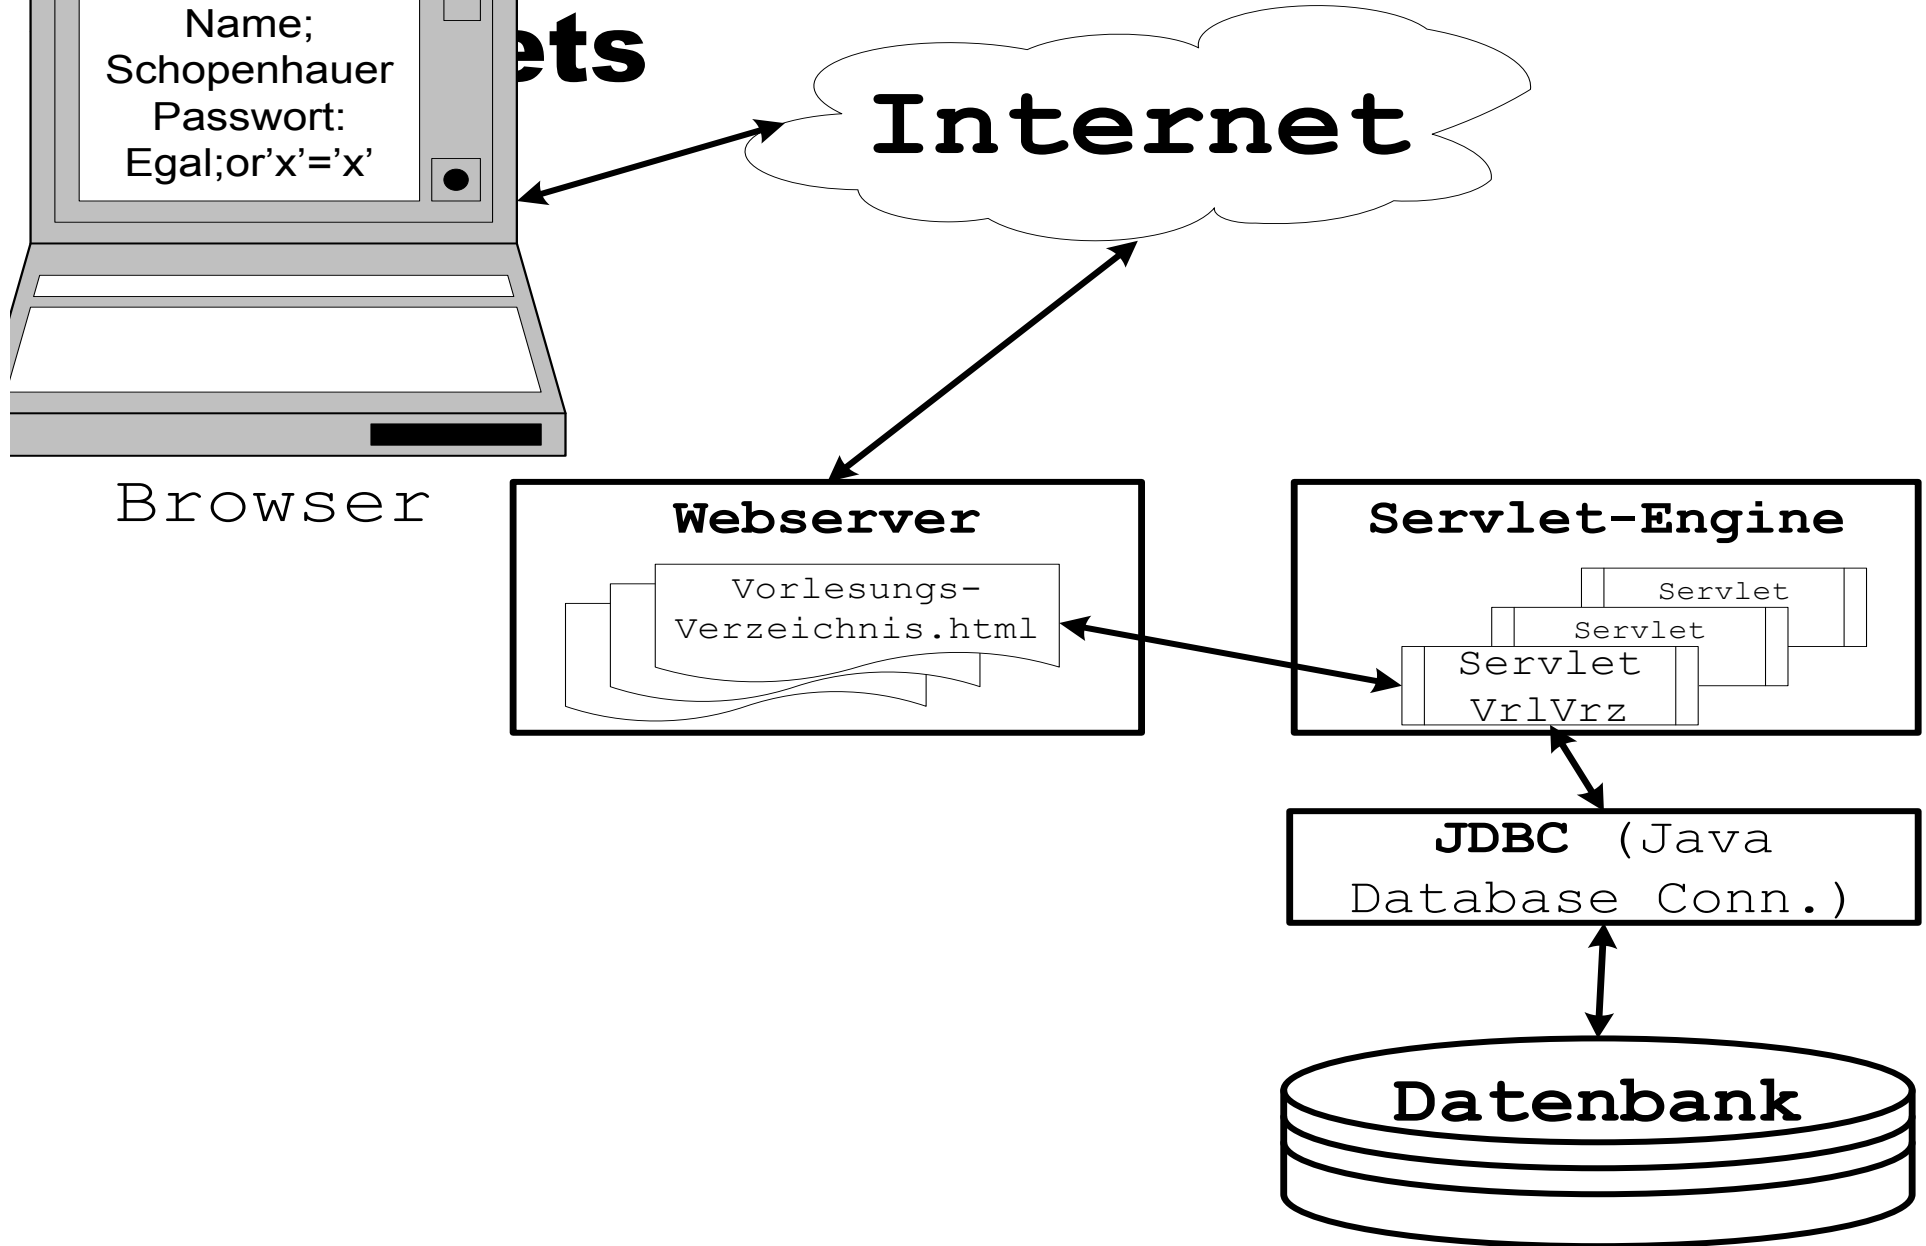 Name;
Schopenhauer
Passwort:
Egal;or’x’=’x’
ets
Internet
Browser
Webserver
Vorlesungs-
Verzeichnis.html
Servlet-Engine
Servlet
Servlet
Servlet
VrlVrz
JDBC (Java
Database Conn.)
Datenbank